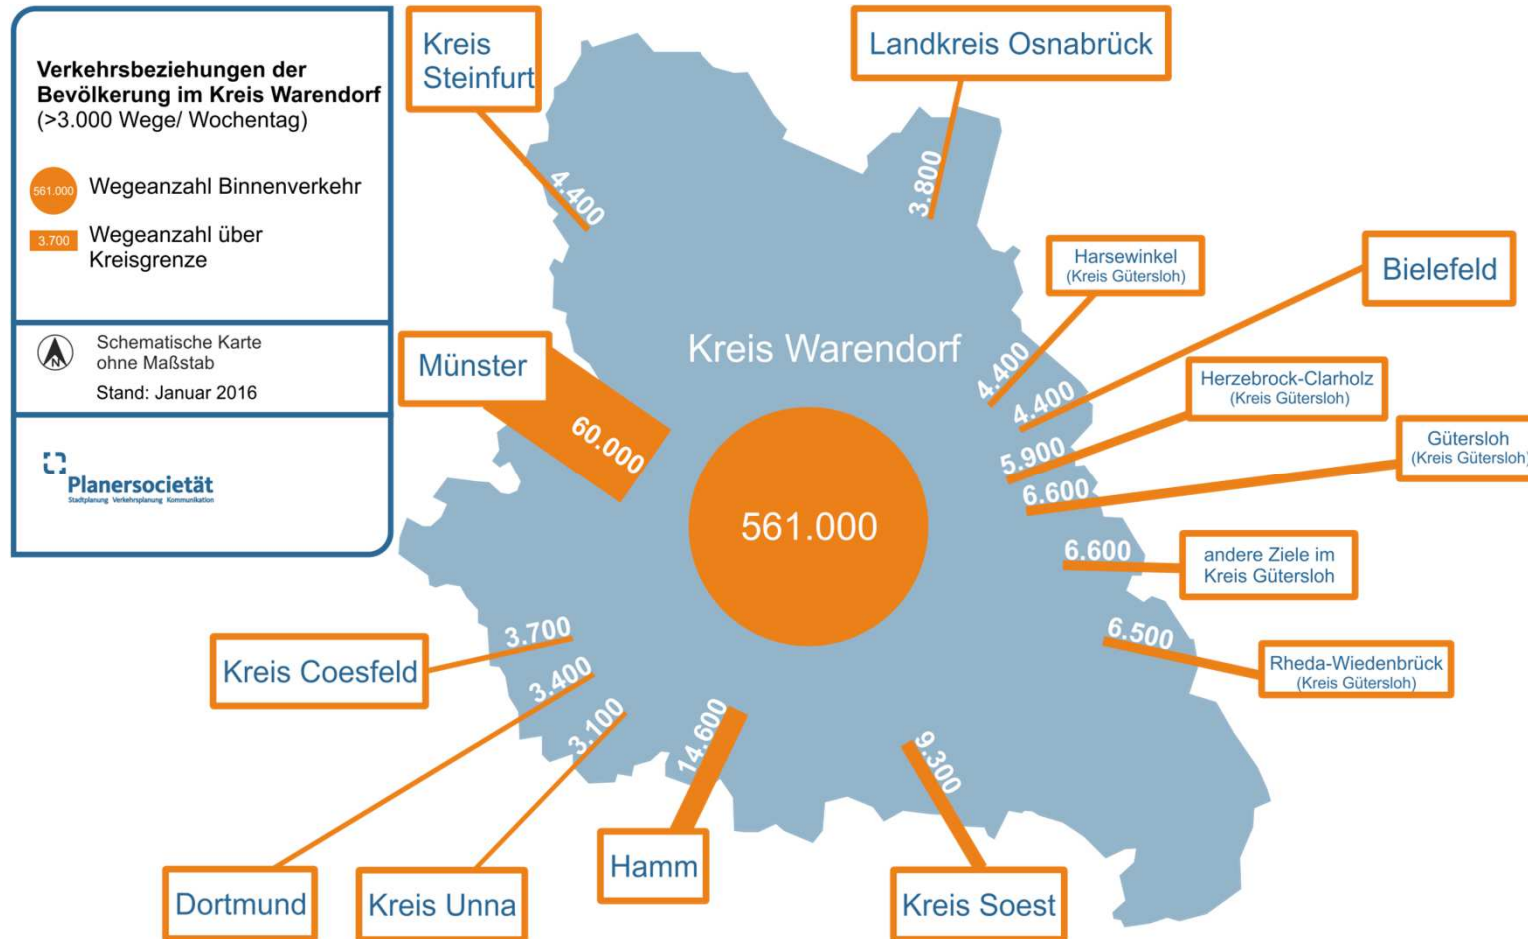 Verkehrsbeziehungen der
Bevölkerung im Kreis Warendorf
(>3.000 Wege/ Wochentag)
561.000
Wegeanzahl Binnenverkehr
3.700
Wegeanzahl über
Kreisgrenze
N
Schematische Karte
ohne Maßstab
Stand: Januar 2016
Planersocietät
Stadtplanung Verkehrsplanung Kommunikation
Kreis
Steinfurt
4.400
Landkreis Osnabrück
3.800
Harsewinkel
(Kreis Gütersloh)
4.400
Bielefeld
4.400
Münster
60.000
Kreis Warendorf
561.000
Herzebrock-Clarholz
(Kreis Gütersloh)
5.900
Gütersloh
(Kreis Gütersloh)
6.600
6.600
andere Ziele im
Kreis Gütersloh
6.500
Rheda-Wiedenbrück
(Kreis Gütersloh)
Kreis Coesfeld
3.700
3.400
Dortmund
3.100
Kreis Unna
14.600
Hamm
9.300
Kreis Soest